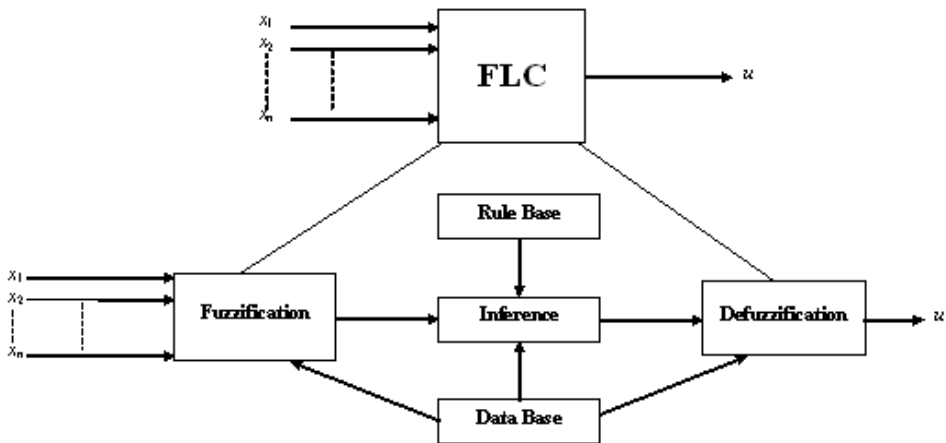 x1
x2
xn
FLC
u
Rule Base
x1
x2
xn
Fuzzification
Inference
Defuzzification
u
Data Base